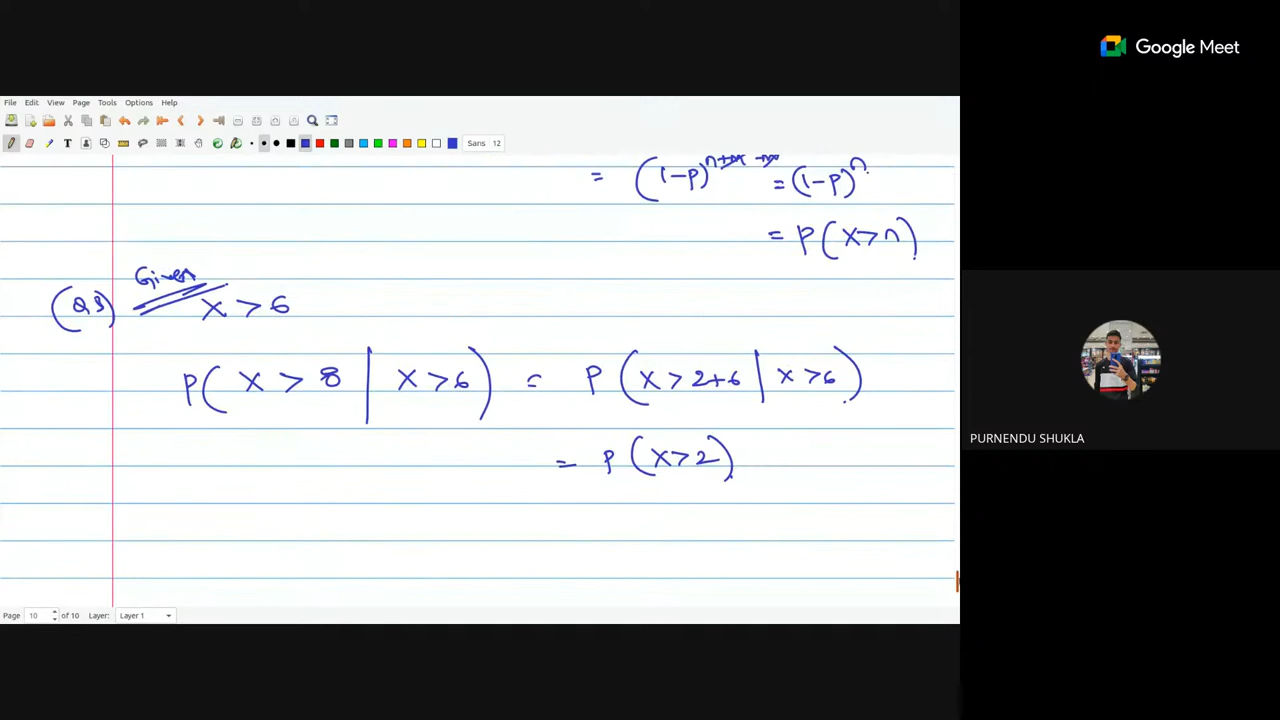 Google Meet
File Edit View Page Tools Options Help
Sans 12
= (1-p)^{n+m-m} = (1-p)^n
= P(X>n)
Given
(Q3) X > 6
P( X > 8 | X > 6 ) = P( X > 2+6 | X > 6 )
= P( X > 2 )
PURNENDU SHUKLA
Page 10 of 10 Layer: Layer 1